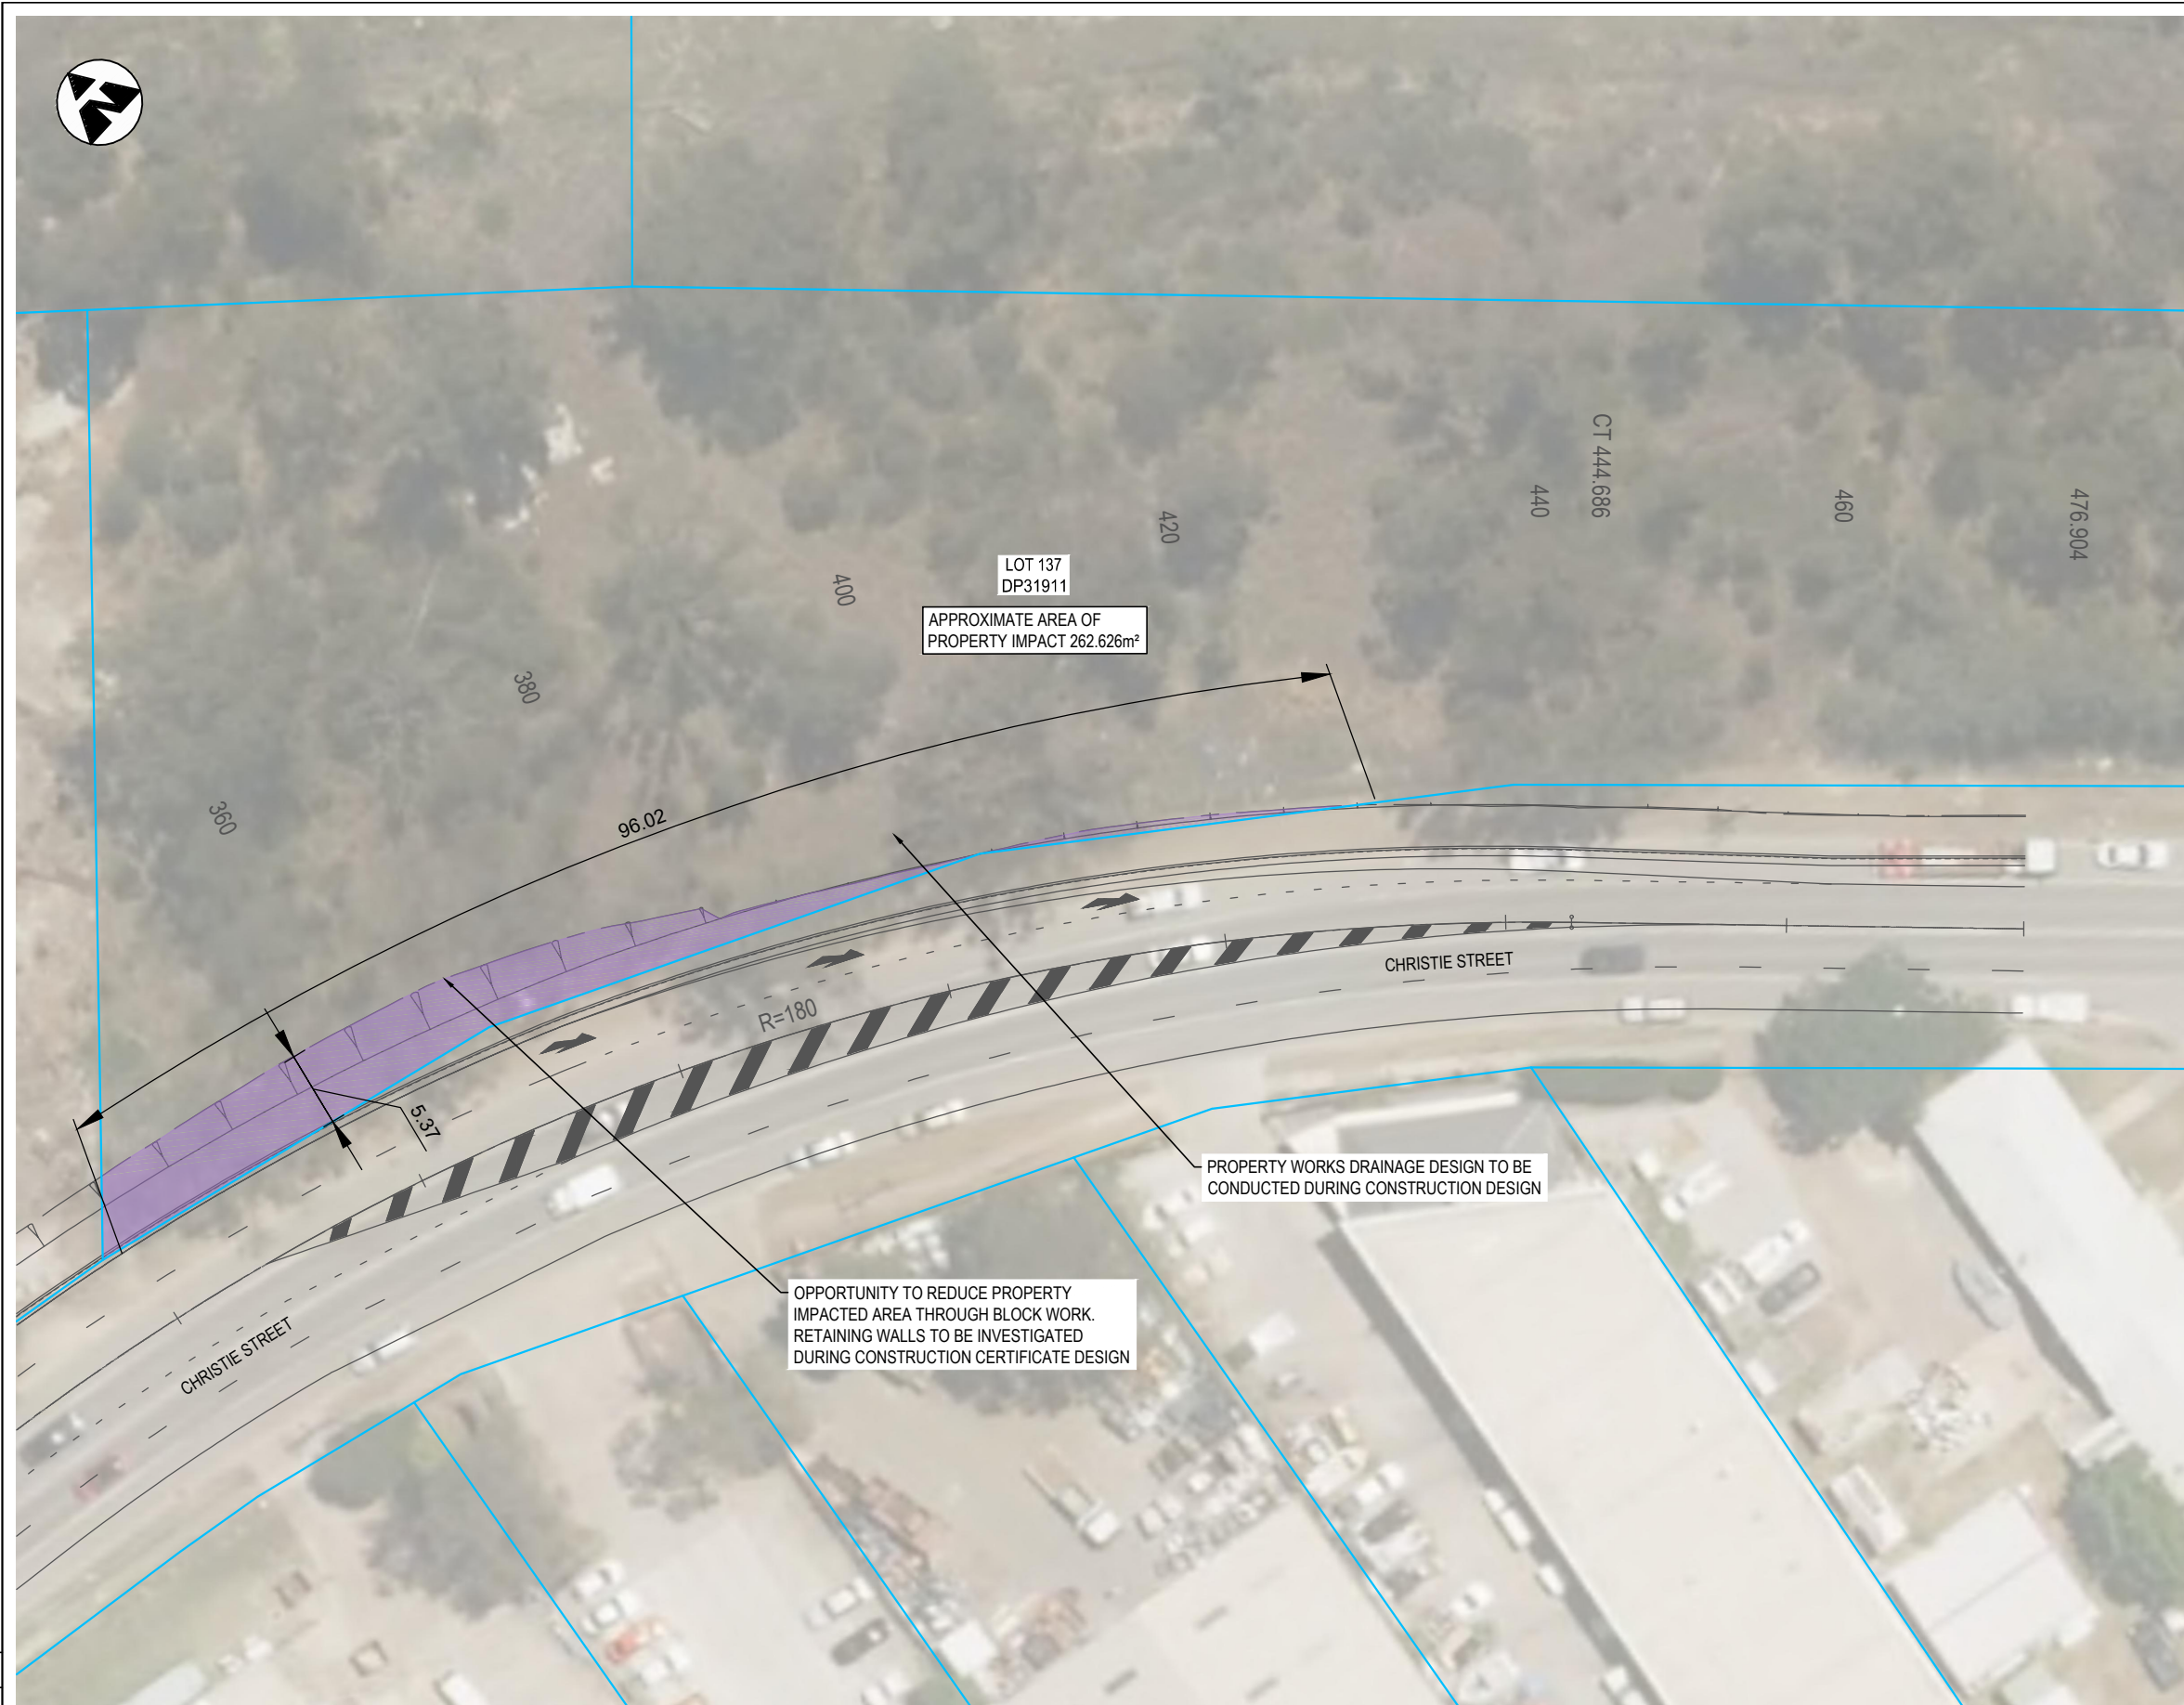 N
CT 444.686
440
460
476.904
420
LOT 137
DP31911
400
APPROXIMATE AREA OF
PROPERTY IMPACT 262.626m²
380
360
96.02
CHRISTIE STREET
R=180
5.37
PROPERTY WORKS DRAINAGE DESIGN TO BE
CONDUCTED DURING CONSTRUCTION DESIGN
OPPORTUNITY TO REDUCE PROPERTY
IMPACTED AREA THROUGH BLOCK WORK.
RETAINING WALLS TO BE INVESTIGATED
DURING CONSTRUCTION CERTIFICATE DESIGN
CHRISTIE STREET